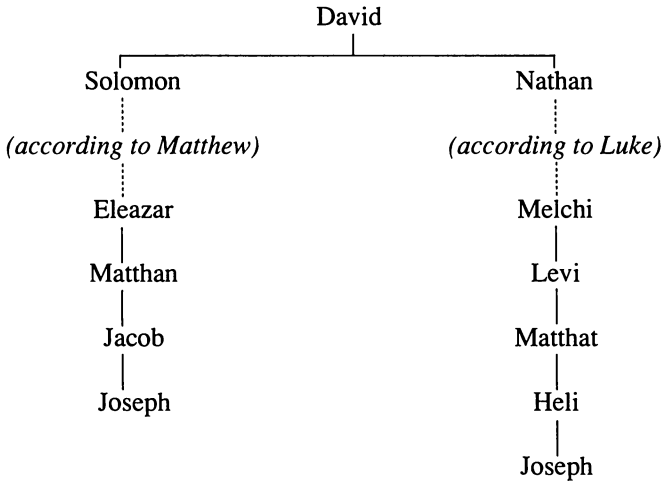 David
Solomon Nathan
(according to Matthew) (according to Luke)
Eleazar Melchi
Matthan Levi
Jacob Matthat
Joseph Heli
Joseph